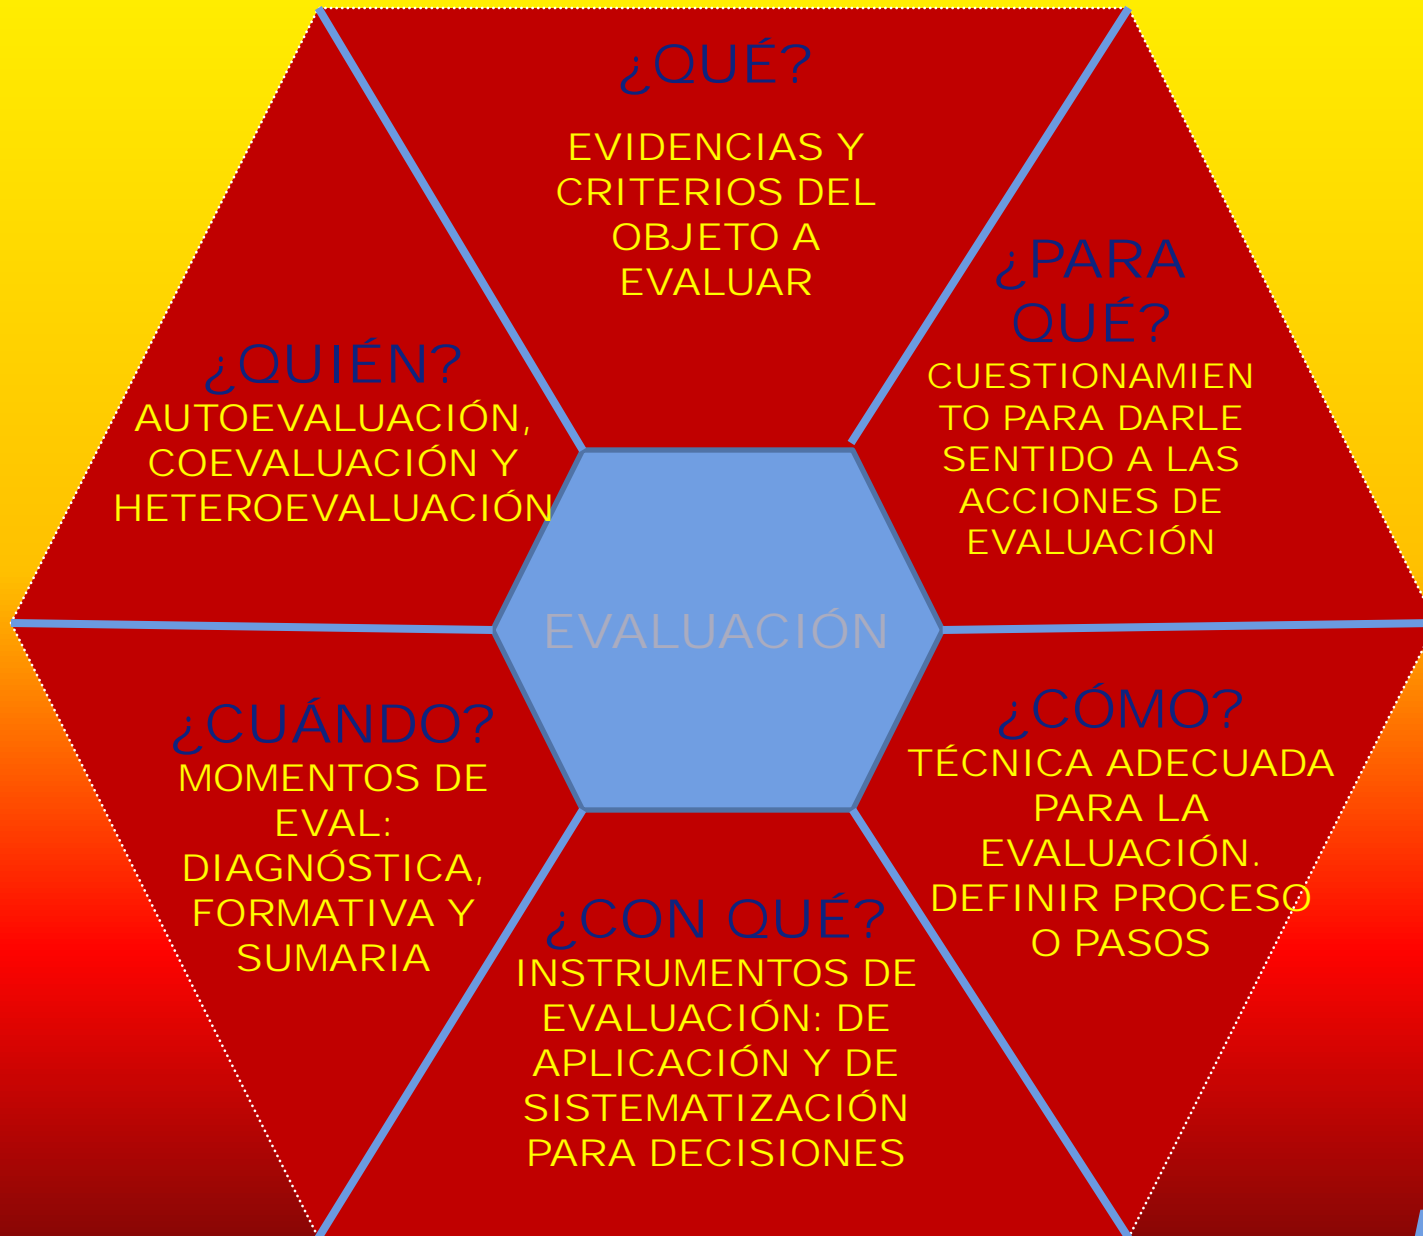 ¿QUÉ?
EVIDENCIAS Y
CRITERIOS DEL
OBJETO A
EVALUAR
¿PARA
QUÉ?
CUESTIONAMIEN
TO PARA DARLE
SENTIDO A LAS
ACCIONES DE
EVALUACIÓN
¿CÓMO?
TÉCNICA ADECUADA
PARA LA
EVALUACIÓN.
DEFINIR PROCESO
O PASOS
¿CON QUÉ?
INSTRUMENTOS DE
EVALUACIÓN: DE
APLICACIÓN Y DE
SISTEMATIZACIÓN
PARA DECISIONES
¿CUÁNDO?
MOMENTOS DE
EVAL:
DIAGNÓSTICA,
FORMATIVA Y
SUMARIA
¿QUIÉN?
AUTOEVALUACIÓN,
COEVALUACIÓN Y
HETEROEVALUACIÓN
EVALUACIÓN